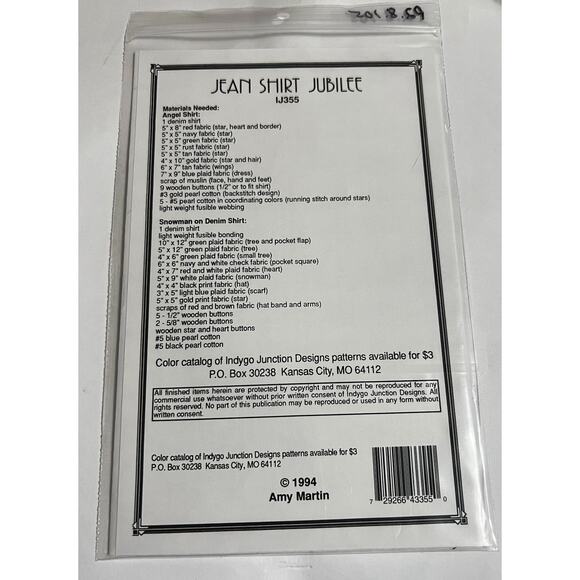 JEAN SHIRT JUBILEE
IJ355
Materials Needed:
Angel Shirt:
1 denim shirt
5" x 8" red fabric (star, heart and border)
5" x 5" navy fabric (star)
5" x 5" green fabric (star)
5" x 5" rust fabric (star)
5" x 5" tan fabric (star)
4" x 10" gold fabric (star and hair)
6" x 7" tan fabric (wings)
7" x 9" blue plaid fabric (dress)
scrap of muslin (face, hand and feet)
9 wooden buttons (1/2" or to fit shirt)
#3 gold pearl cotton (backstitch design)
5 - #5 pearl cotton in coordinating colors (running stitch around stars)
light weight fusible webbing
Snowman on Denim Shirt:
1 denim shirt
light weight fusible bonding
10" x 12" green plaid fabric (tree and pocket flap)
5" x 12" green plaid fabric (tree)
4" x 6" green plaid fabric (small tree)
6" x 6" navy and white check fabric (pocket square)
4" x 7" red and white plaid fabric (heart)
5" x 9" white plaid fabric (snowman)
4" x 4" black print fabric (hat)
3" x 5" light blue plaid fabric (scarf)
5" x 5" gold print fabric (star)
scraps of red and brown fabric (hat band and arms)
5 - 1/2" wooden buttons
2 - 5/8" wooden buttons
wooden star and heart buttons
#5 blue pearl cotton
#5 black pearl cotton
Color catalog of Indygo Junction Designs patterns available for $3
P.O. Box 30238 Kansas City, MO 64112
All finished items herein are protected by copyright and may not be reproduced for any
commercial use whatsoever without prior written consent of Indygo Junction Designs. All
rights reserved. No part of this publication may be reproduced or used in any form without
written consent.
Color catalog of Indygo Junction Designs patterns available for $3
P.O. Box 30238 Kansas City, MO 64112
© 1994
Amy Martin
7 29266 43355 0